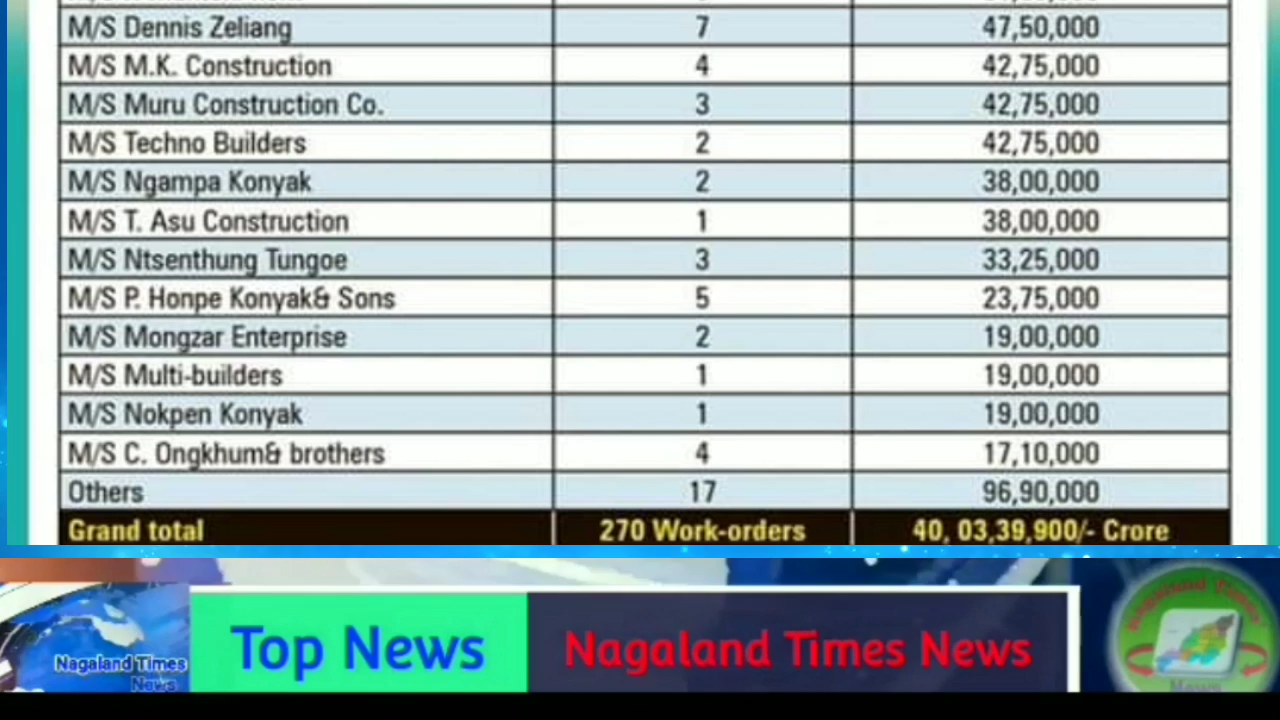 M/S Dennis Zeliang 7 47,50,000
M/S M.K. Construction 4 42,75,000
M/S Muru Construction Co. 3 42,75,000
M/S Techno Builders 2 42,75,000
M/S Ngampa Konyak 2 38,00,000
M/S T. Asu Construction 1 38,00,000
M/S Ntsenthung Tungoe 3 33,25,000
M/S P. Honpe Konyak& Sons 5 23,75,000
M/S Mongzar Enterprise 2 19,00,000
M/S Multi-builders 1 19,00,000
M/S Nokpen Konyak 1 19,00,000
M/S C. Ongkhum& brothers 4 17,10,000
Others 17 96,90,000
Grand total 270 Work-orders 40, 03,39,900/- Crore
Nagaland Times
News
Top News
Nagaland Times News
Nagaland Times
News